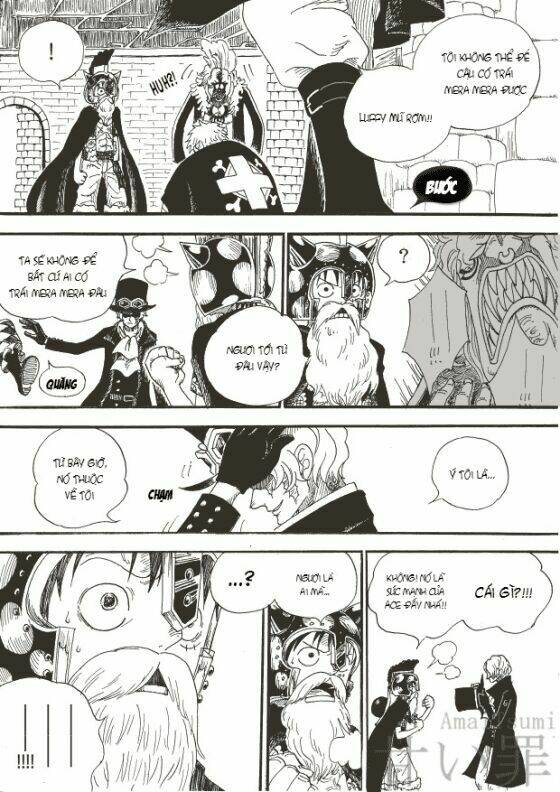 TÔI KHÔNG THỂ ĐỂ
CẬU CÓ TRÁI
MERA MERA ĐƯỢC
LUFFY MŨ RƠM!!
BƯỚC
HUH?!
!
?
NGƯƠI TỚI TỪ
ĐÂU VẬY?
TA SẼ KHÔNG ĐỂ
BẤT CỨ AI CÓ
TRÁI MERA MERA ĐÂU
QUĂNG
Ý TÔI LÀ...
CHẠM
TỪ BÂY GIỜ,
NÓ THUỘC
VỀ TÔI
CÁI GÌ?!!!
KHÔNG! NÓ LÀ
SỨC MẠNH CỦA
ACE ĐẤY NHÁ!!
NGƯƠI LÀ
AI MÀ...
...?
!!!!